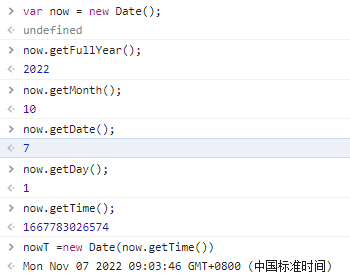 var now = new Date();
undefined
now.getFullYear();
2022
now.getMonth();
10
now.getDate();
7
now.getDay();
1
now.getTime();
1667783026574
nowT =new Date(now.getTime())
Mon Nov 07 2022 09:03:46 GMT+0800 (中国标准时间)